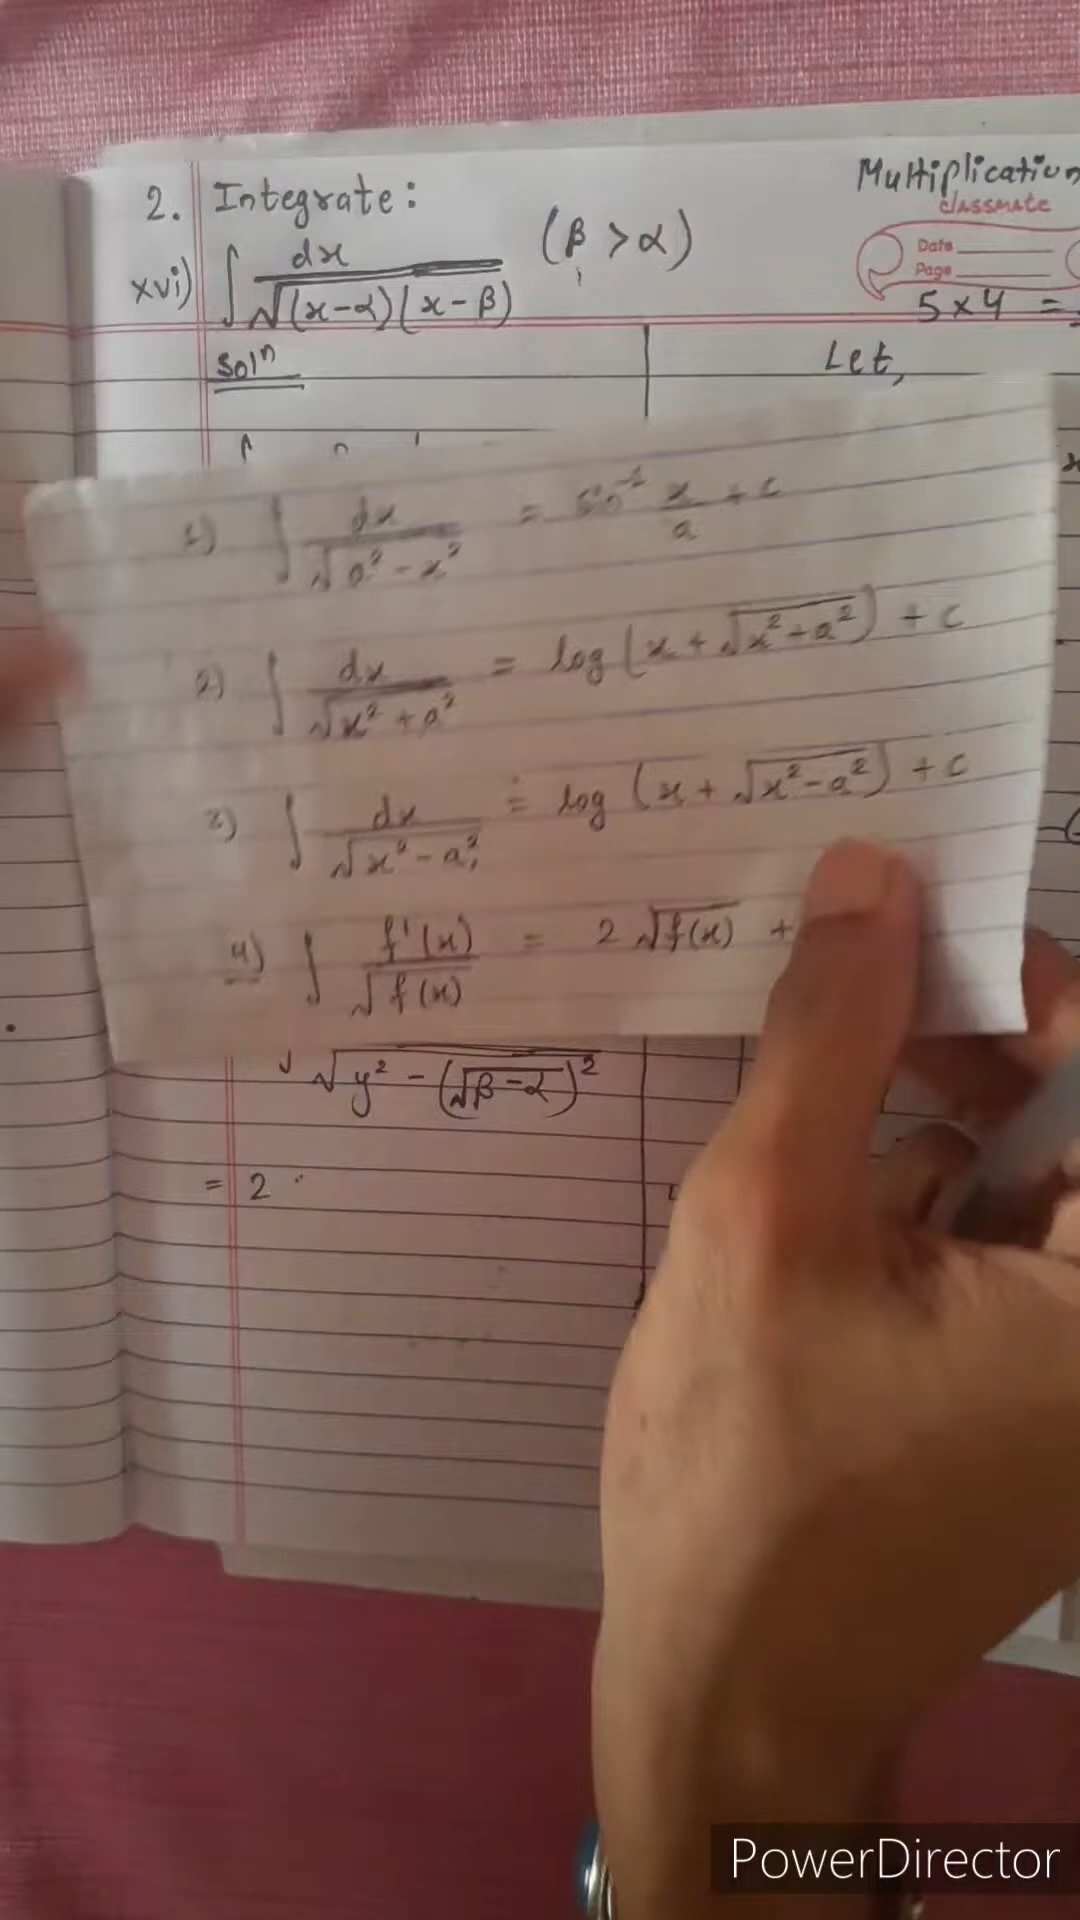 2. Integrate:
Multiplication
classmate
Date
Page
xvi) ∫ dx / √(x-α)(x-β) (β > α)
5 x 4 =
Solⁿ
Let,
1) ∫ dx / √a² - x² = sin⁻¹ x/a + c
2) ∫ dx / √x² + a² = log (x + √x² + a²) + c
3) ∫ dx / √x² - a² = log (x + √x² - a²) + c
4) ∫ f'(x) / √f(x) = 2 √f(x) +
√y² - (√β-α)²
= 2
PowerDirector